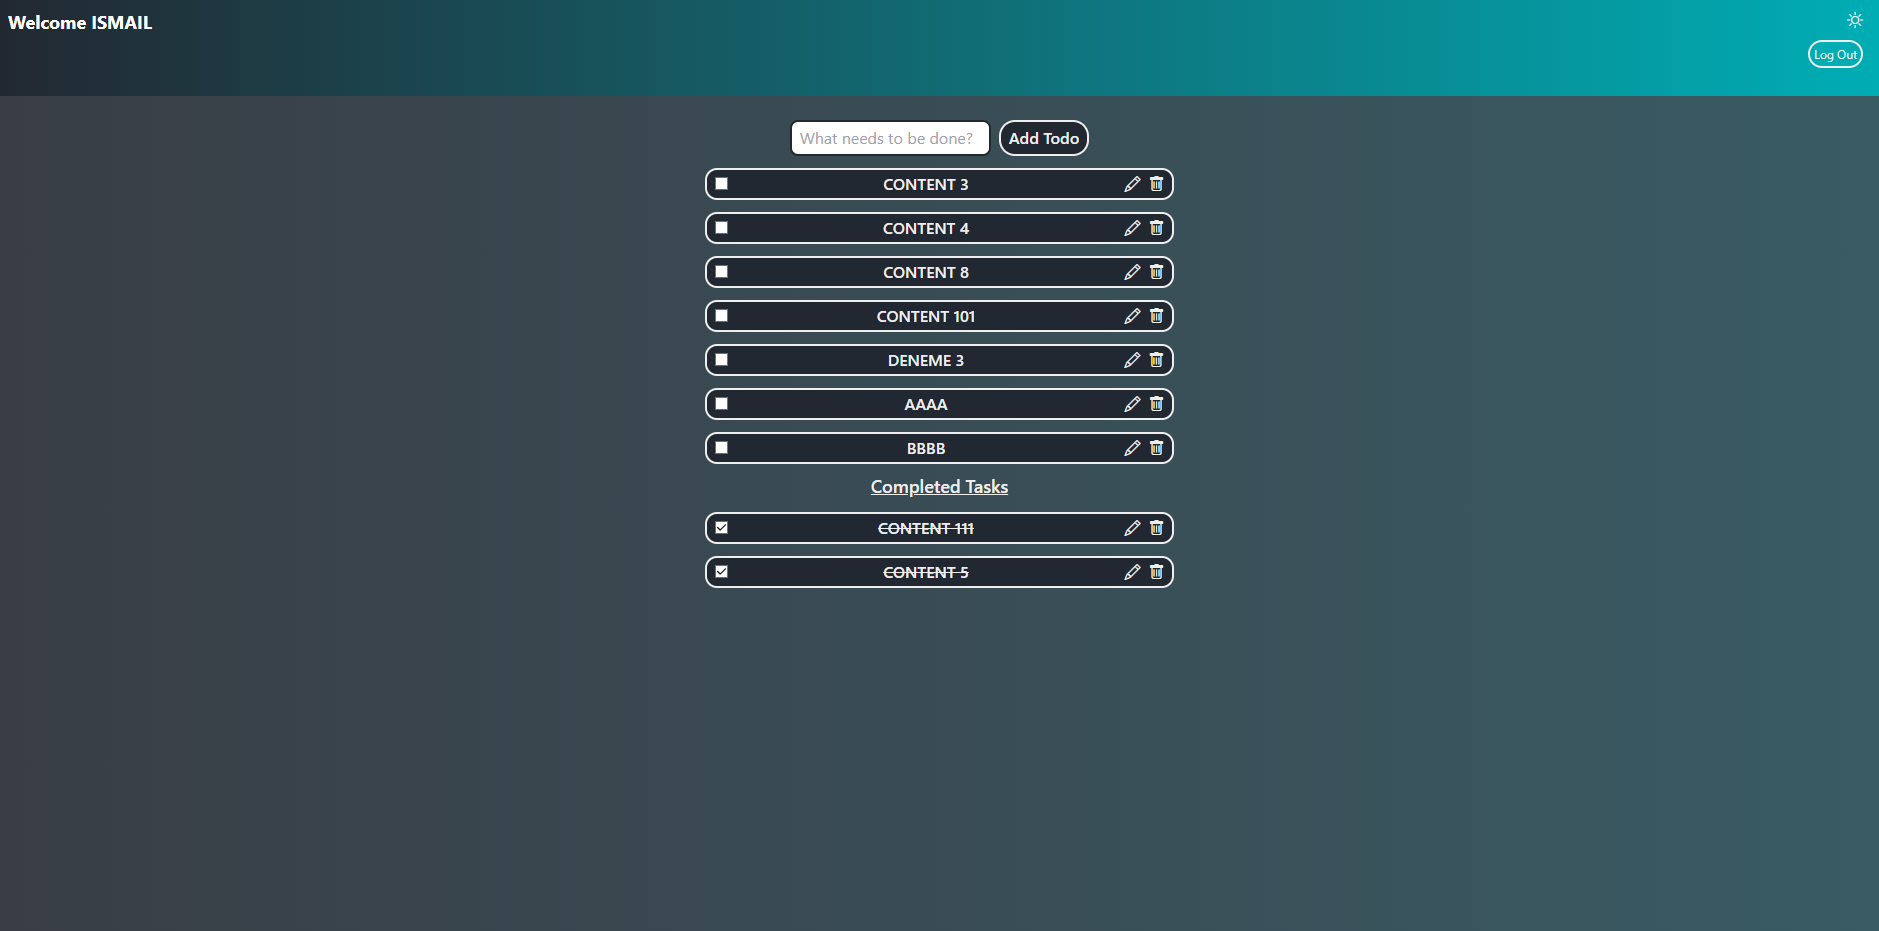 Welcome ISMAIL
Log Out
What needs to be done?
Add Todo
CONTENT 3
CONTENT 4
CONTENT 8
CONTENT 101
DENEME 3
AAAA
BBBB
Completed Tasks
CONTENT 111
CONTENT 5